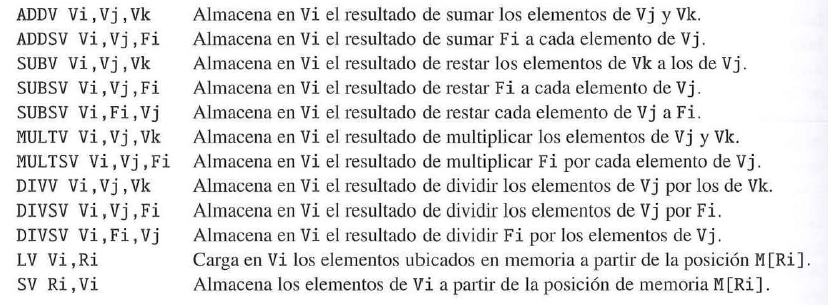 ADDV Vi,Vj,Vk Almacena en Vi el resultado de sumar los elementos de Vj y Vk.
ADDSV Vi,Vj,Fi Almacena en Vi el resultado de sumar Fi a cada elemento de Vj.
SUBV Vi,Vj,Vk Almacena en Vi el resultado de restar los elementos de Vk a los de Vj.
SUBSV Vi,Vj,Fi Almacena en Vi el resultado de restar Fi a cada elemento de Vj.
SUBSV Vi,Fi,Vj Almacena en Vi el resultado de restar cada elemento de Vj a Fi.
MULTV Vi,Vj,Vk Almacena en Vi el resultado de multiplicar los elementos de Vj y Vk.
MULTSV Vi,Vj,Fi Almacena en Vi el resultado de multiplicar Fi por cada elemento de Vj.
DIVV Vi,Vj,Vk Almacena en Vi el resultado de dividir los elementos de Vj por los de Vk.
DIVSV Vi,Vj,Fi Almacena en Vi el resultado de dividir los elementos de Vj por Fi.
DIVSV Vi,Fi,Vj Almacena en Vi el resultado de dividir Fi por los elementos de Vj.
LV Vi,Ri Carga en Vi los elementos ubicados en memoria a partir de la posición M[Ri].
SV Ri,Vi Almacena los elementos de Vi a partir de la posición de memoria M[Ri].